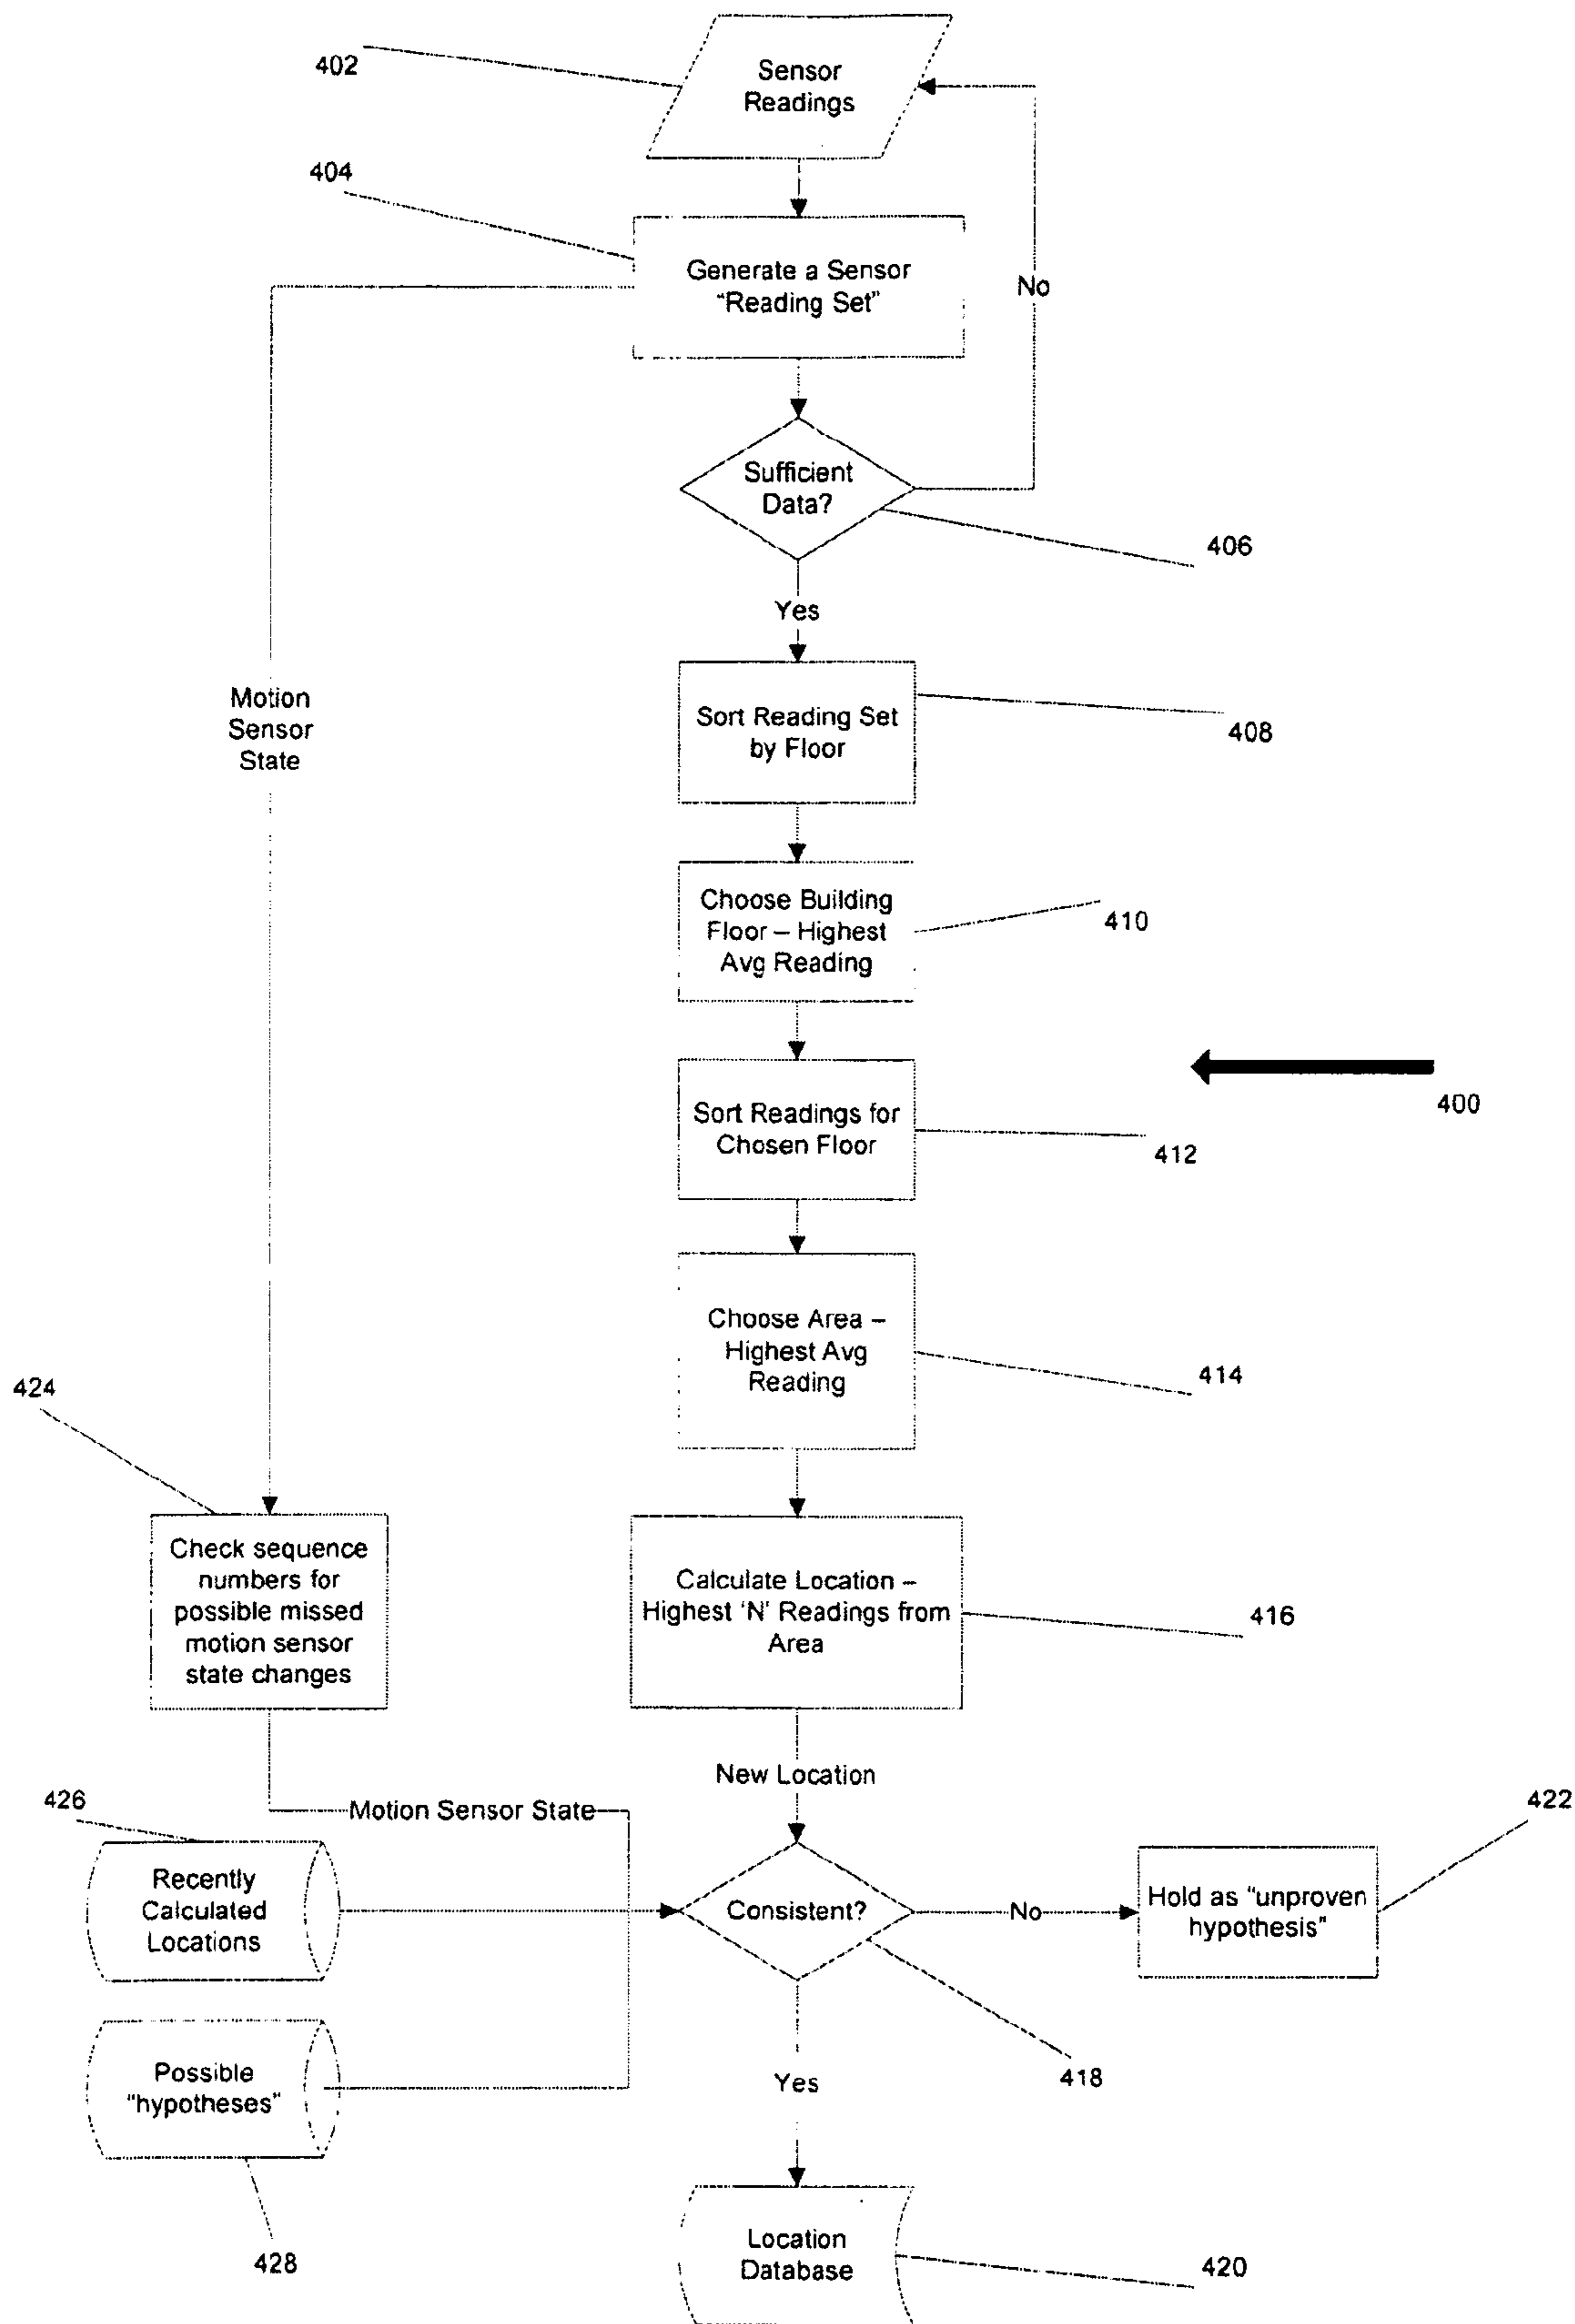 402
Sensor
Readings
404
Generate a Sensor
"Reading Set"
No
Sufficient
Data?
406
Yes
Motion
Sensor
State
Sort Reading Set
by Floor
408
Choose Building
Floor – Highest
Avg Reading
410
400
Sort Readings for
Chosen Floor
412
Choose Area –
Highest Avg
Reading
414
424
Check sequence
numbers for
possible missed
motion sensor
state changes
Calculate Location –
Highest 'N' Readings from
Area
416
New Location
426
Motion Sensor State
422
Recently
Calculated
Locations
Consistent?
No
Hold as "unproven
hypothesis"
Possible
"hypotheses"
Yes
418
428
Location
Database
420